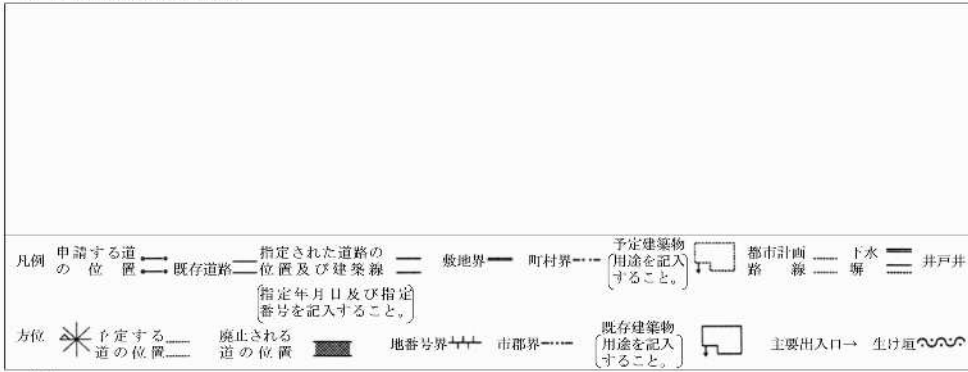 凡例 申請する道の位置 既存道路 指定された道路の位置及び建築線 敷地界 町村界 予定建築物〔用途を記入すること。〕 都市計画路線 下水 塀 井戸井
〔指定年月日及び指定番号を記入すること。〕
方位 予定する道の位置 廃止される道の位置 地番号界 市郡界 既存建築物〔用途を記入すること。〕 主要出入口→ 生け垣